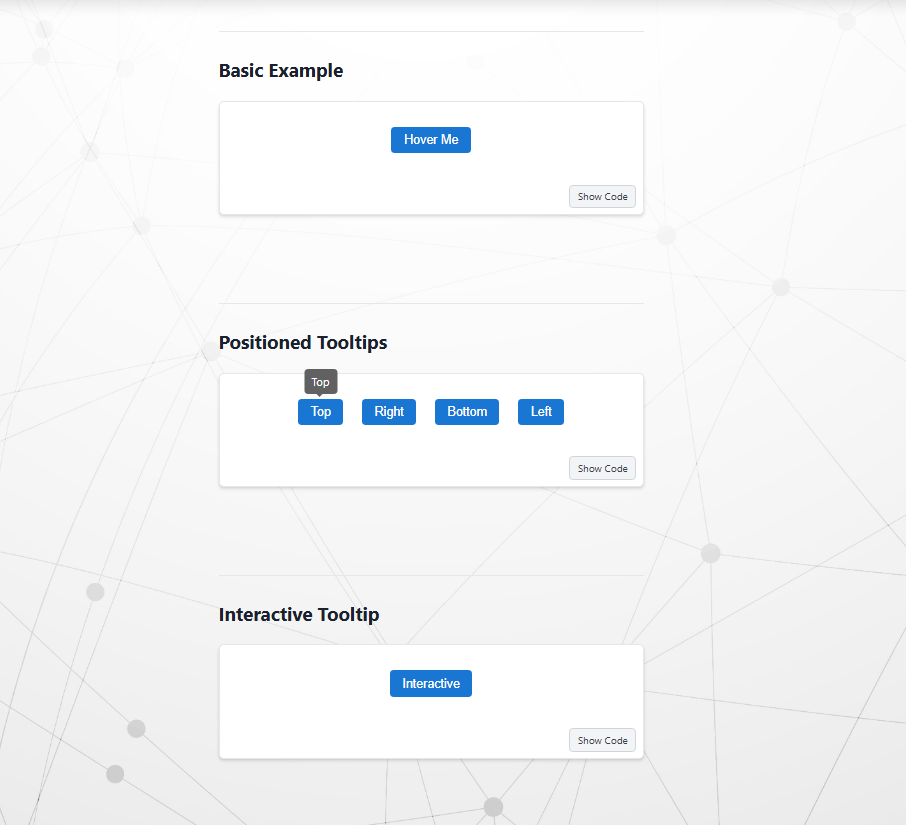 Basic Example
Hover Me
Show Code
Positioned Tooltips
Top
Top Right Bottom Left
Show Code
Interactive Tooltip
Interactive
Show Code